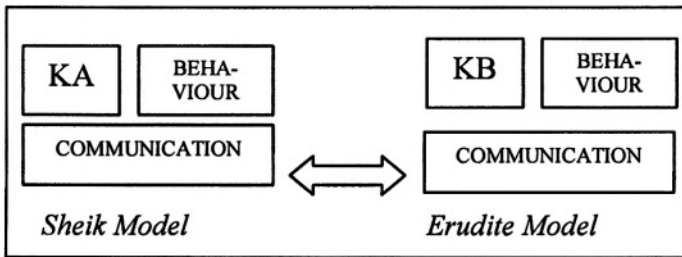 KA
BEHA-
VIOUR
COMMUNICATION
Sheik Model
KB
BEHA-
VIOUR
COMMUNICATION
Erudite Model